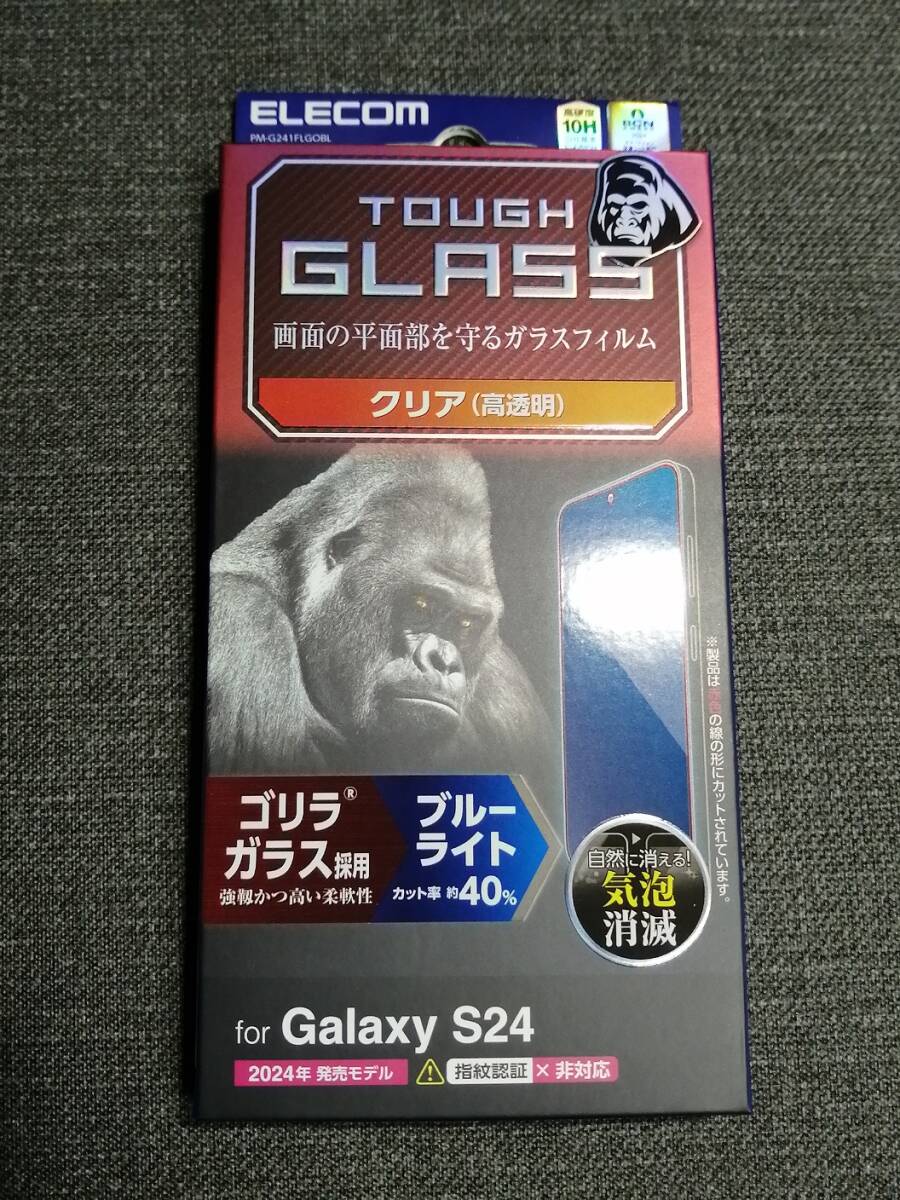 ELECOM
PM-G241FLGOBL
高硬度
10H
BCN
TOUGH
GLASS
画面の平面部を守るガラスフィルム
クリア(高透明)
※製品は赤色の線の形にカットされています。
ゴリラ®
ガラス採用
強靱かつ高い柔軟性
ブルー
ライト
カット率 約40%
自然に消える!
気泡
消滅
for Galaxy S24
2024年 発売モデル
指紋認証 × 非対応